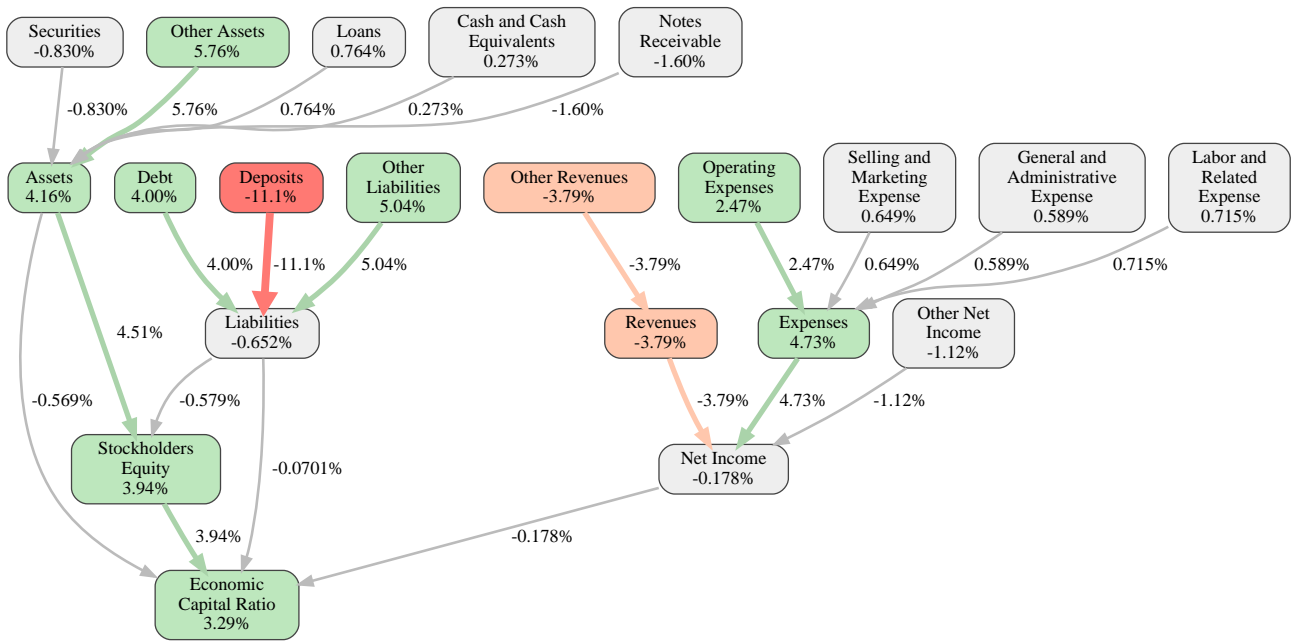 Securities
-0.830%
Other Assets
5.76%
Loans
0.764%
Cash and Cash
Equivalents
0.273%
Notes
Receivable
-1.60%
-0.830%
5.76%
0.764%
0.273%
-1.60%
Assets
4.16%
Debt
4.00%
Deposits
-11.1%
Other
Liabilities
5.04%
Other Revenues
-3.79%
Operating
Expenses
2.47%
Selling and
Marketing
Expense
0.649%
General and
Administrative
Expense
0.589%
Labor and
Related
Expense
0.715%
4.00%
-11.1%
5.04%
-3.79%
2.47%
0.649%
0.589%
0.715%
Liabilities
-0.652%
Revenues
-3.79%
Expenses
4.73%
Other Net
Income
-1.12%
4.51%
-0.569%
-0.579%
-3.79%
4.73%
-1.12%
Stockholders
Equity
3.94%
-0.0701%
Net Income
-0.178%
3.94%
-0.178%
Economic
Capital Ratio
3.29%